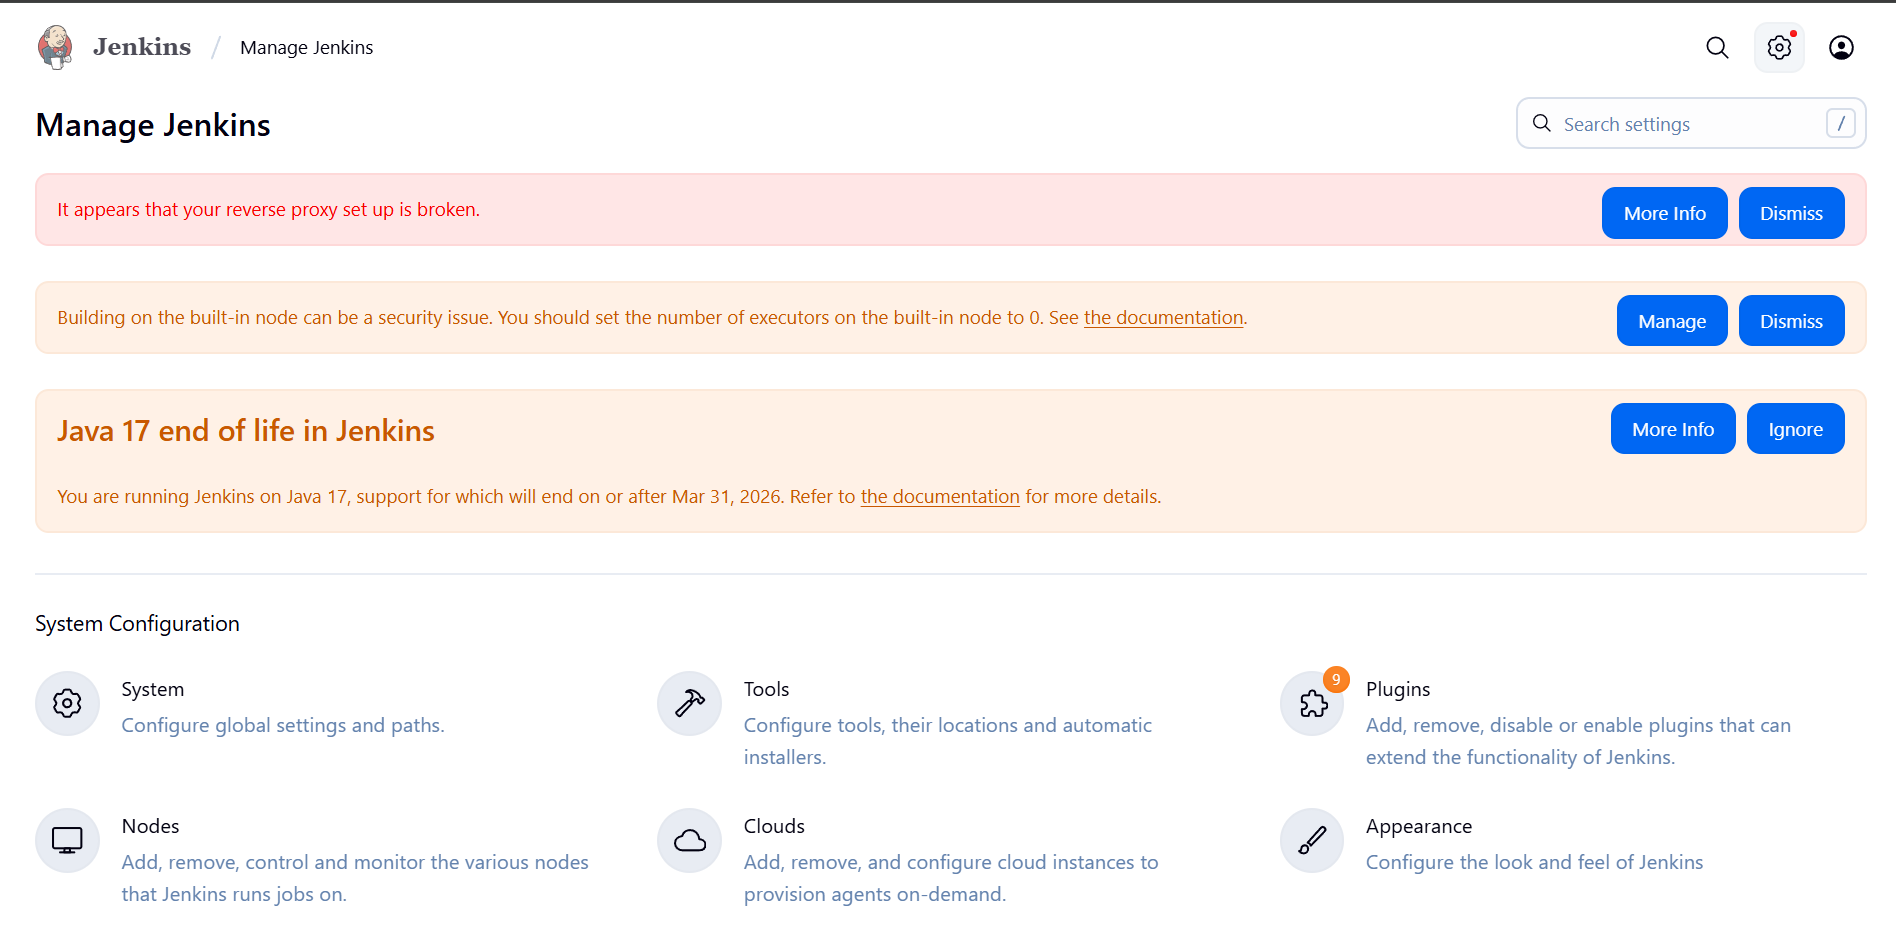 Jenkins / Manage Jenkins
Manage Jenkins
Search settings /
It appears that your reverse proxy set up is broken.
More Info Dismiss
Building on the built-in node can be a security issue. You should set the number of executors on the built-in node to 0. See the documentation.
Manage Dismiss
Java 17 end of life in Jenkins
More Info Ignore
You are running Jenkins on Java 17, support for which will end on or after Mar 31, 2026. Refer to the documentation for more details.
System Configuration
System
Configure global settings and paths.
Tools
Configure tools, their locations and automatic
installers.
9
Plugins
Add, remove, disable or enable plugins that can
extend the functionality of Jenkins.
Nodes
Add, remove, control and monitor the various nodes
that Jenkins runs jobs on.
Clouds
Add, remove, and configure cloud instances to
provision agents on-demand.
Appearance
Configure the look and feel of Jenkins